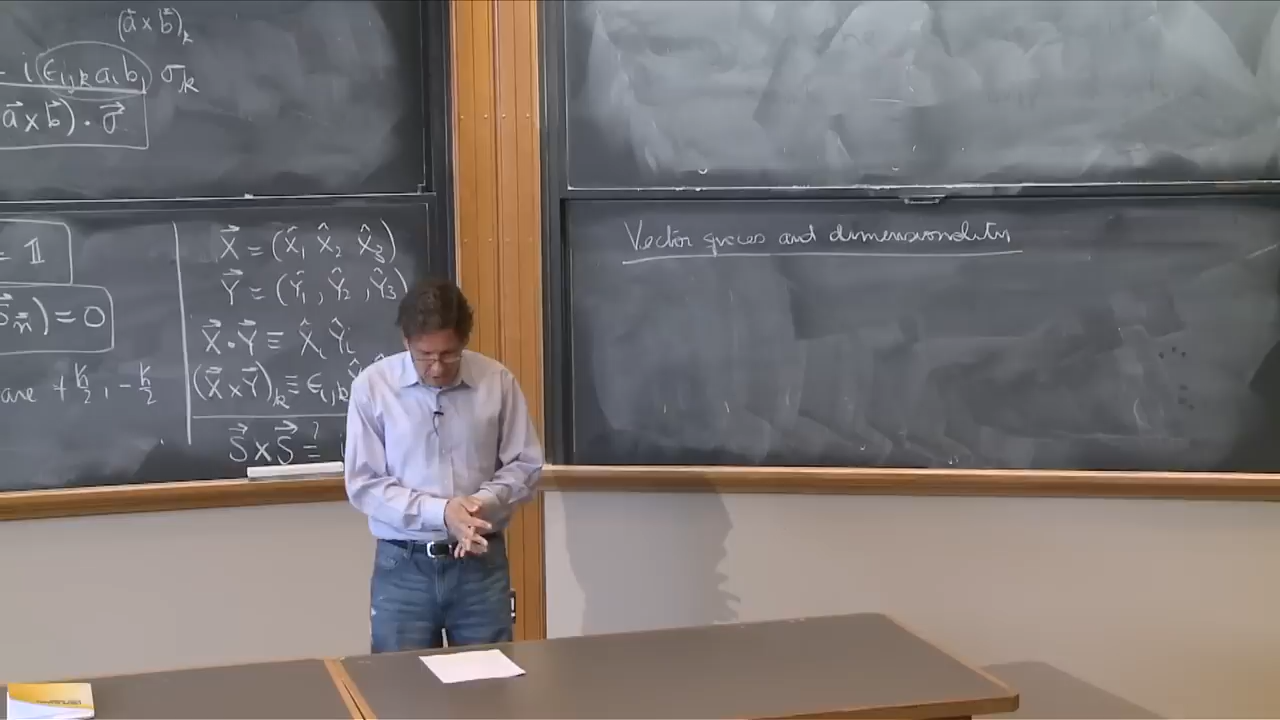 (a⃗ × b⃗)ₖ
i(ϵᵢⱼₖ aᵢ bⱼ) σₖ
a⃗ × b⃗) · σ⃗
= 𝟙
S⃗ₙ⃗) = 0
are + ħ/2, - ħ/2
X⃗ = (X̂₁ X̂₂ X̂₃)
Y⃗ = (Ŷ₁, Ŷ₂, Ŷ₃)
X⃗ · Y⃗ ≡ X̂ᵢ Ŷᵢ
(X⃗ × Y⃗)ₖ ≡ ϵᵢⱼₖ
S⃗ × S⃗ ≟ i
Vector spaces and dimensionality